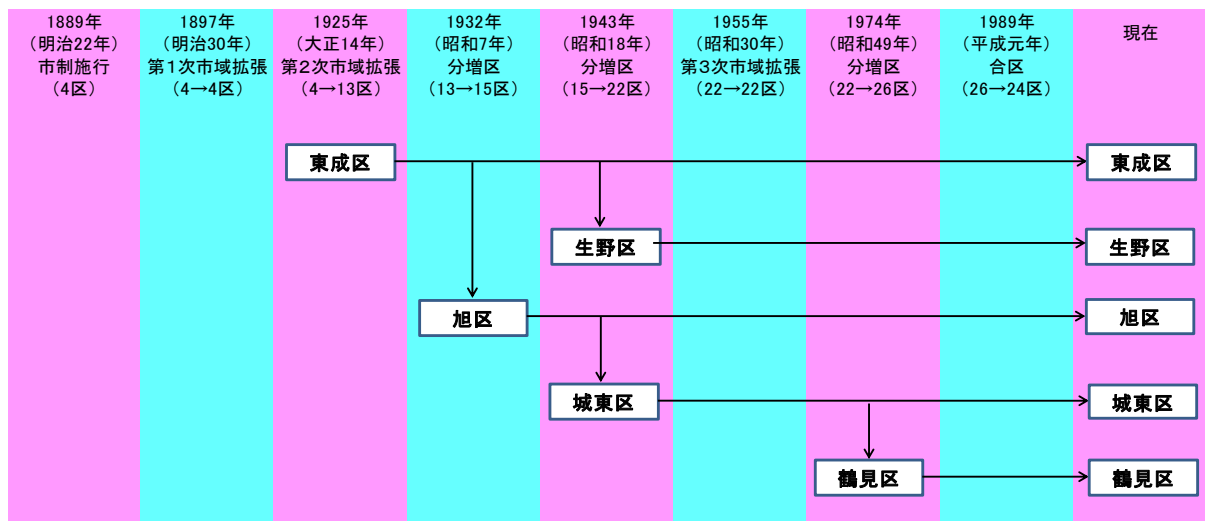 1889年
（明治22年）
市制施行
（4区）
1897年
（明治30年）
第1次市域拡張
（4→4区）
1925年
（大正14年）
第２次市域拡張
（4→13区）
1932年
（昭和7年）
分増区
（13→15区）
1943年
（昭和18年）
分増区
（15→22区）
1955年
（昭和30年）
第３次市域拡張
（22→22区）
1974年
（昭和49年）
分増区
（22→26区）
1989年
（平成元年）
合区
（26→24区）
現在
東成区
東成区
生野区
生野区
旭区
旭区
城東区
城東区
鶴見区
鶴見区